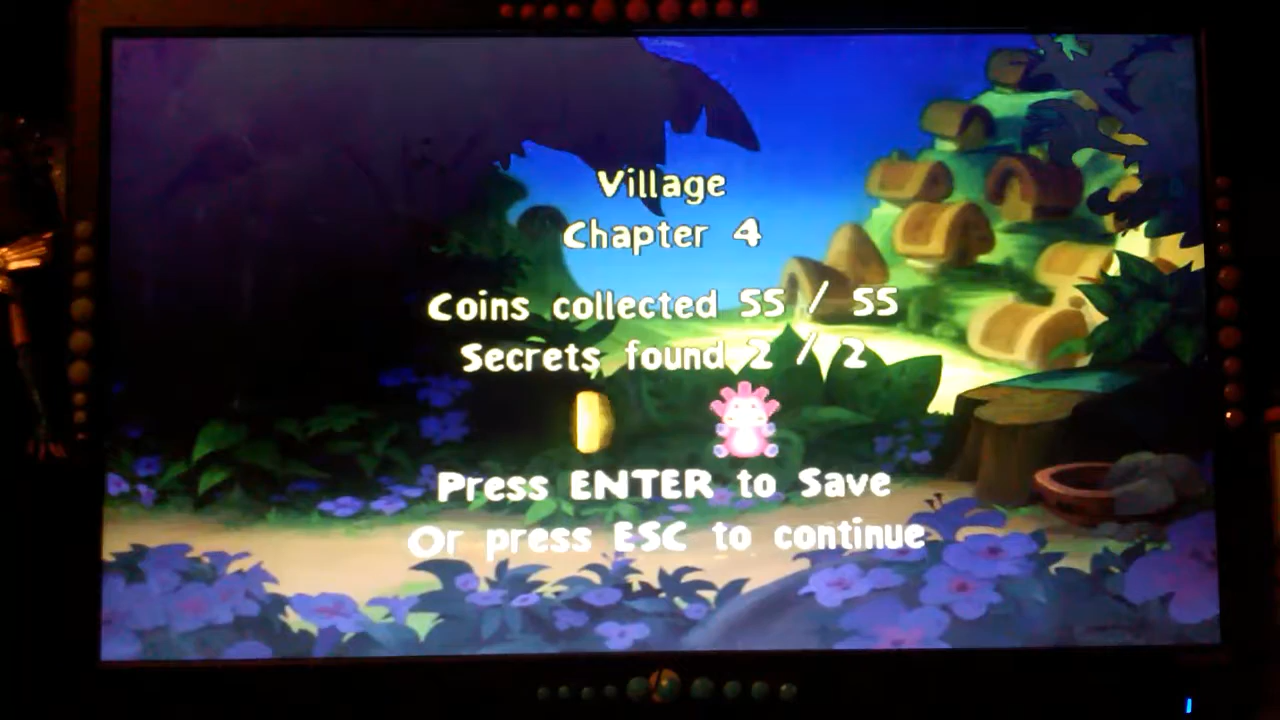 Village
Chapter 4
Coins collected 55 / 55
Secrets found 2 / 2
Press ENTER to Save
Or press ESC to continue